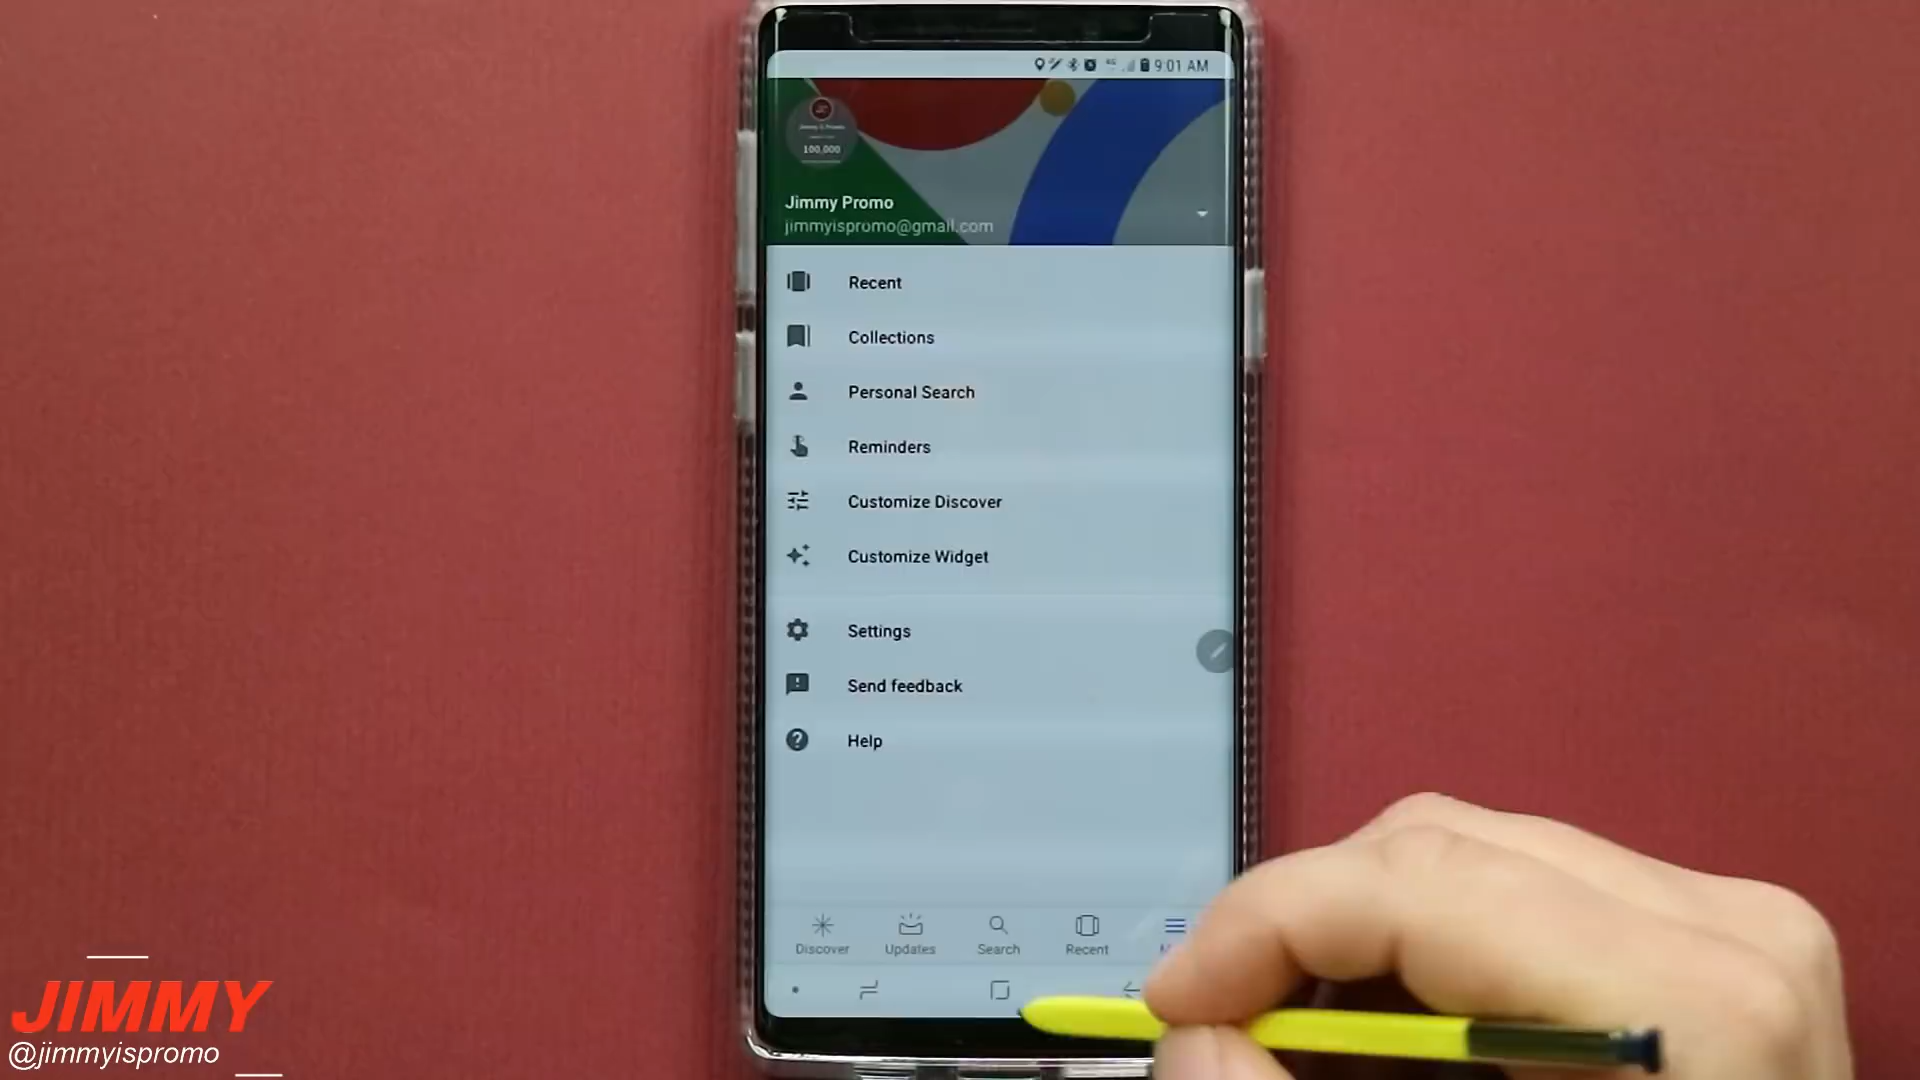 9:01 AM
100,000
Jimmy Promo
jimmyispromo@gmail.com
Recent
Collections
Personal Search
Reminders
Customize Discover
Customize Widget
Settings
Send feedback
Help
Discover
Updates
Search
Recent
JIMMY
@jimmyispromo